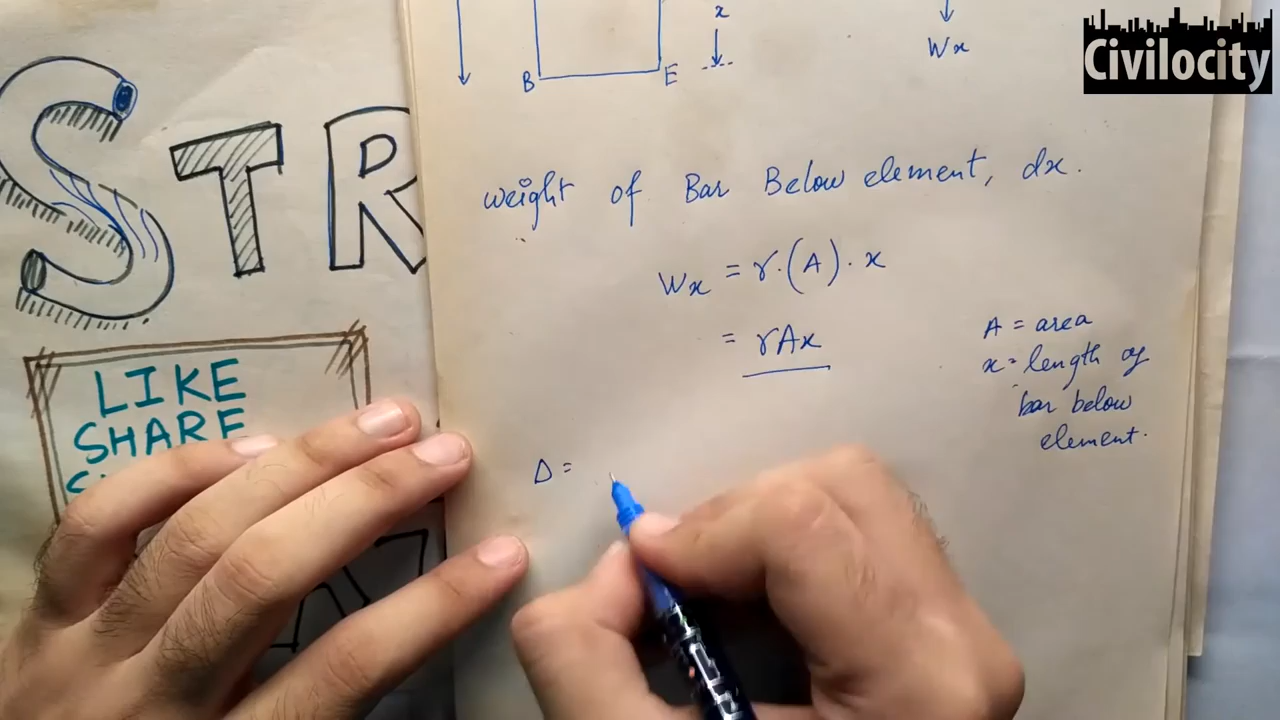 x
Wx
B
E
Civilocity
STR
weight of Bar Below element, dx.
Wx = γ.(A). x
= γAx
A = area
x = length of
bar below
element.
LIKE
SHARE
Δ =